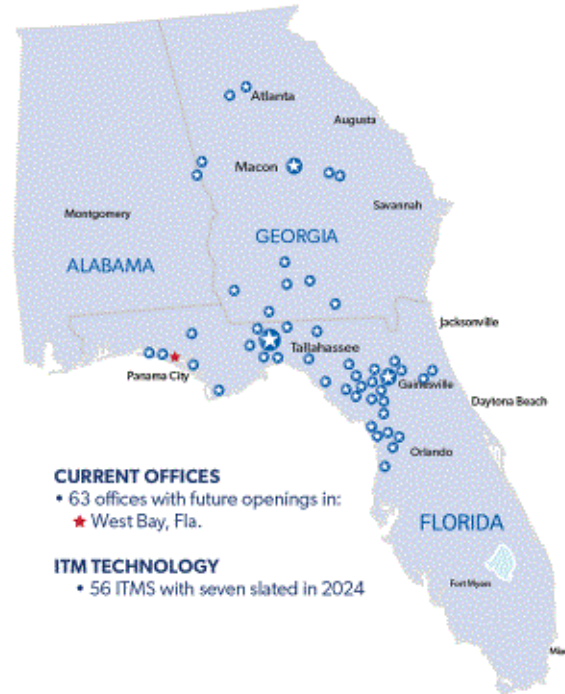 Atlanta
Augusta
Macon
Savannah
Montgomery
GEORGIA
ALABAMA
Jacksonville
Tallahassee
Panama City
Gainesville
Daytona Beach
Orlando
CURRENT OFFICES
• 63 offices with future openings in:
West Bay, Fla.
FLORIDA
ITM TECHNOLOGY
• 56 ITMS with seven slated in 2024
Fort Myers